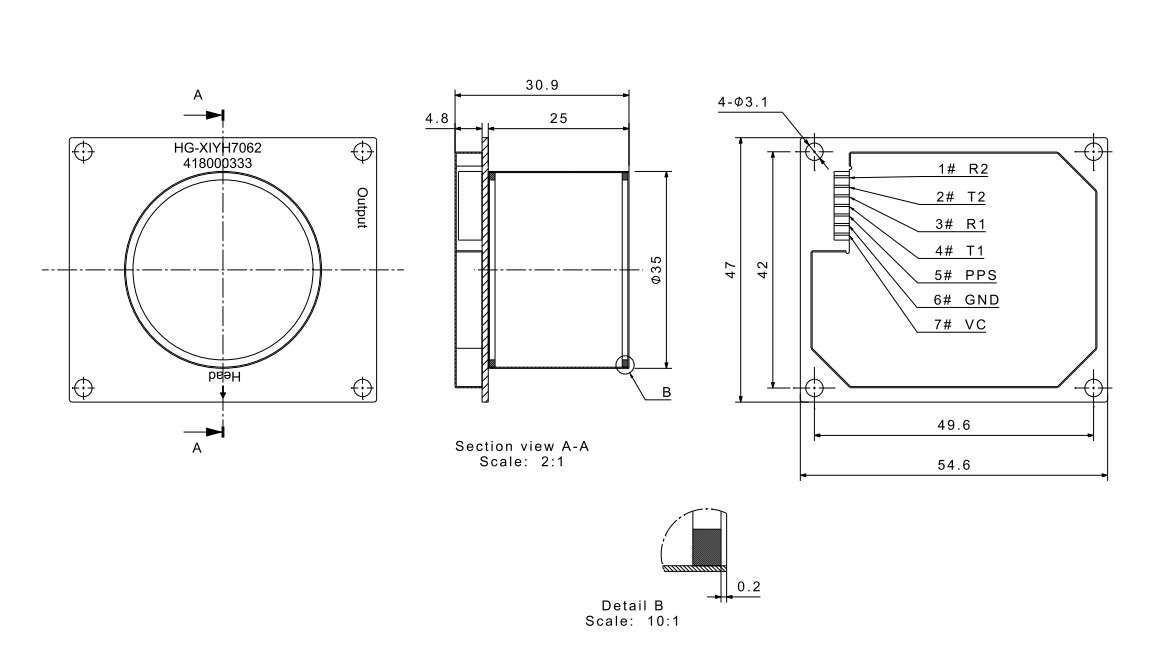 A
HG-XIYH7062
418000333
Output
Head
A
30.9
4.8
25
Φ35
B
Section view A-A
Scale: 2:1
4-Φ3.1
1# R2
2# T2
3# R1
4# T1
5# PPS
6# GND
7# VC
47
42
49.6
54.6
0.2
Detail B
Scale: 10:1